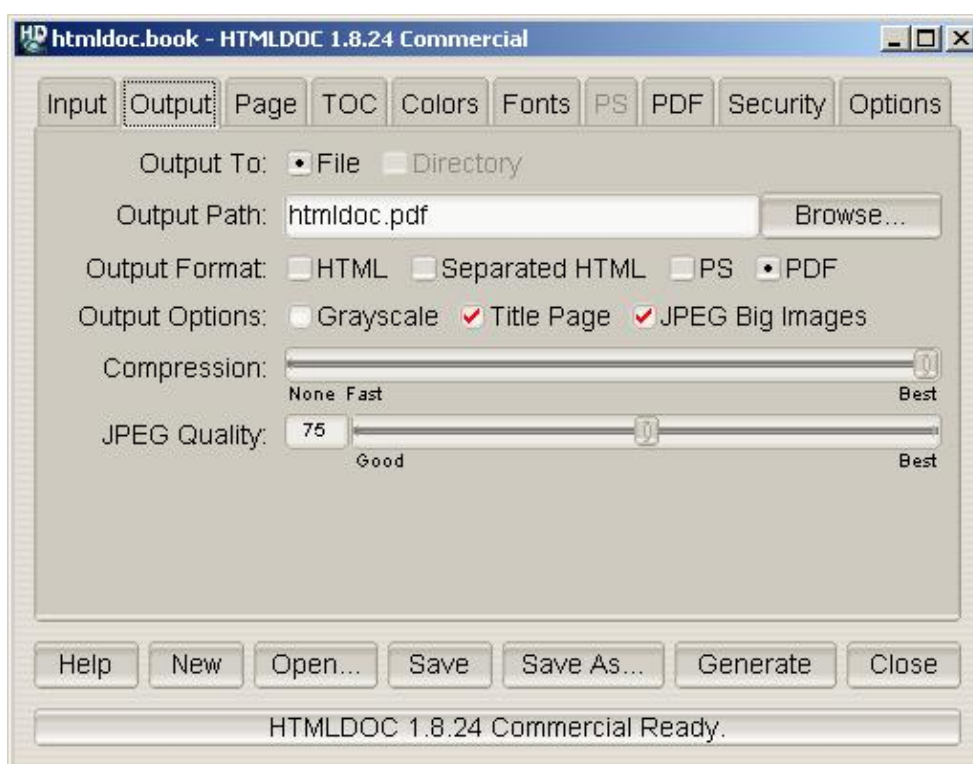 HD htmldoc.book - HTMLDOC 1.8.24 Commercial
Input Output Page TOC Colors Fonts PS PDF Security Options
Output To: File Directory
Output Path: htmldoc.pdf Browse...
Output Format: HTML Separated HTML PS PDF
Output Options: Grayscale Title Page JPEG Big Images
Compression:
None Fast Best
JPEG Quality: 75
Good Best
Help New Open... Save Save As... Generate Close
HTMLDOC 1.8.24 Commercial Ready.